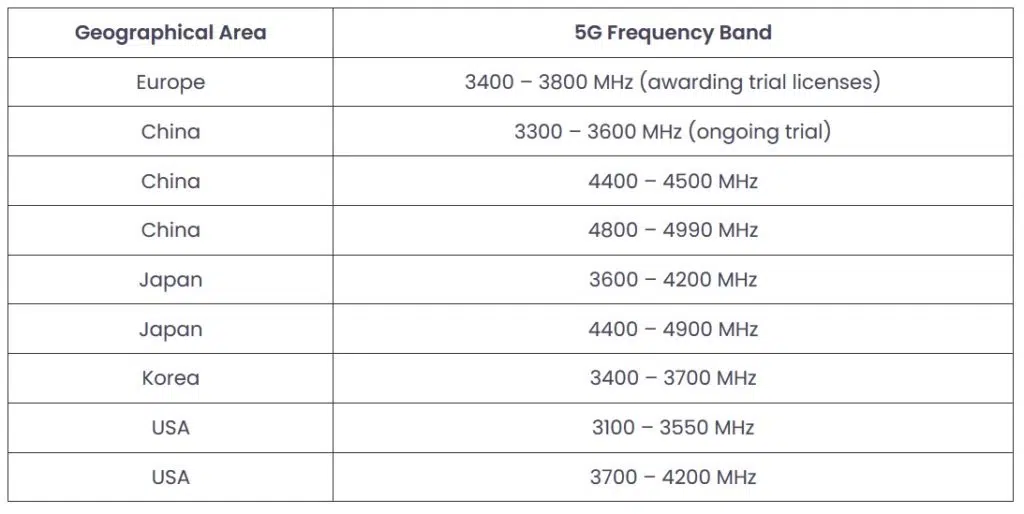 Geographical Area 5G Frequency Band
Europe 3400 – 3800 MHz (awarding trial licenses)
China 3300 – 3600 MHz (ongoing trial)
China 4400 – 4500 MHz
China 4800 – 4990 MHz
Japan 3600 – 4200 MHz
Japan 4400 – 4900 MHz
Korea 3400 – 3700 MHz
USA 3100 – 3550 MHz
USA 3700 – 4200 MHz